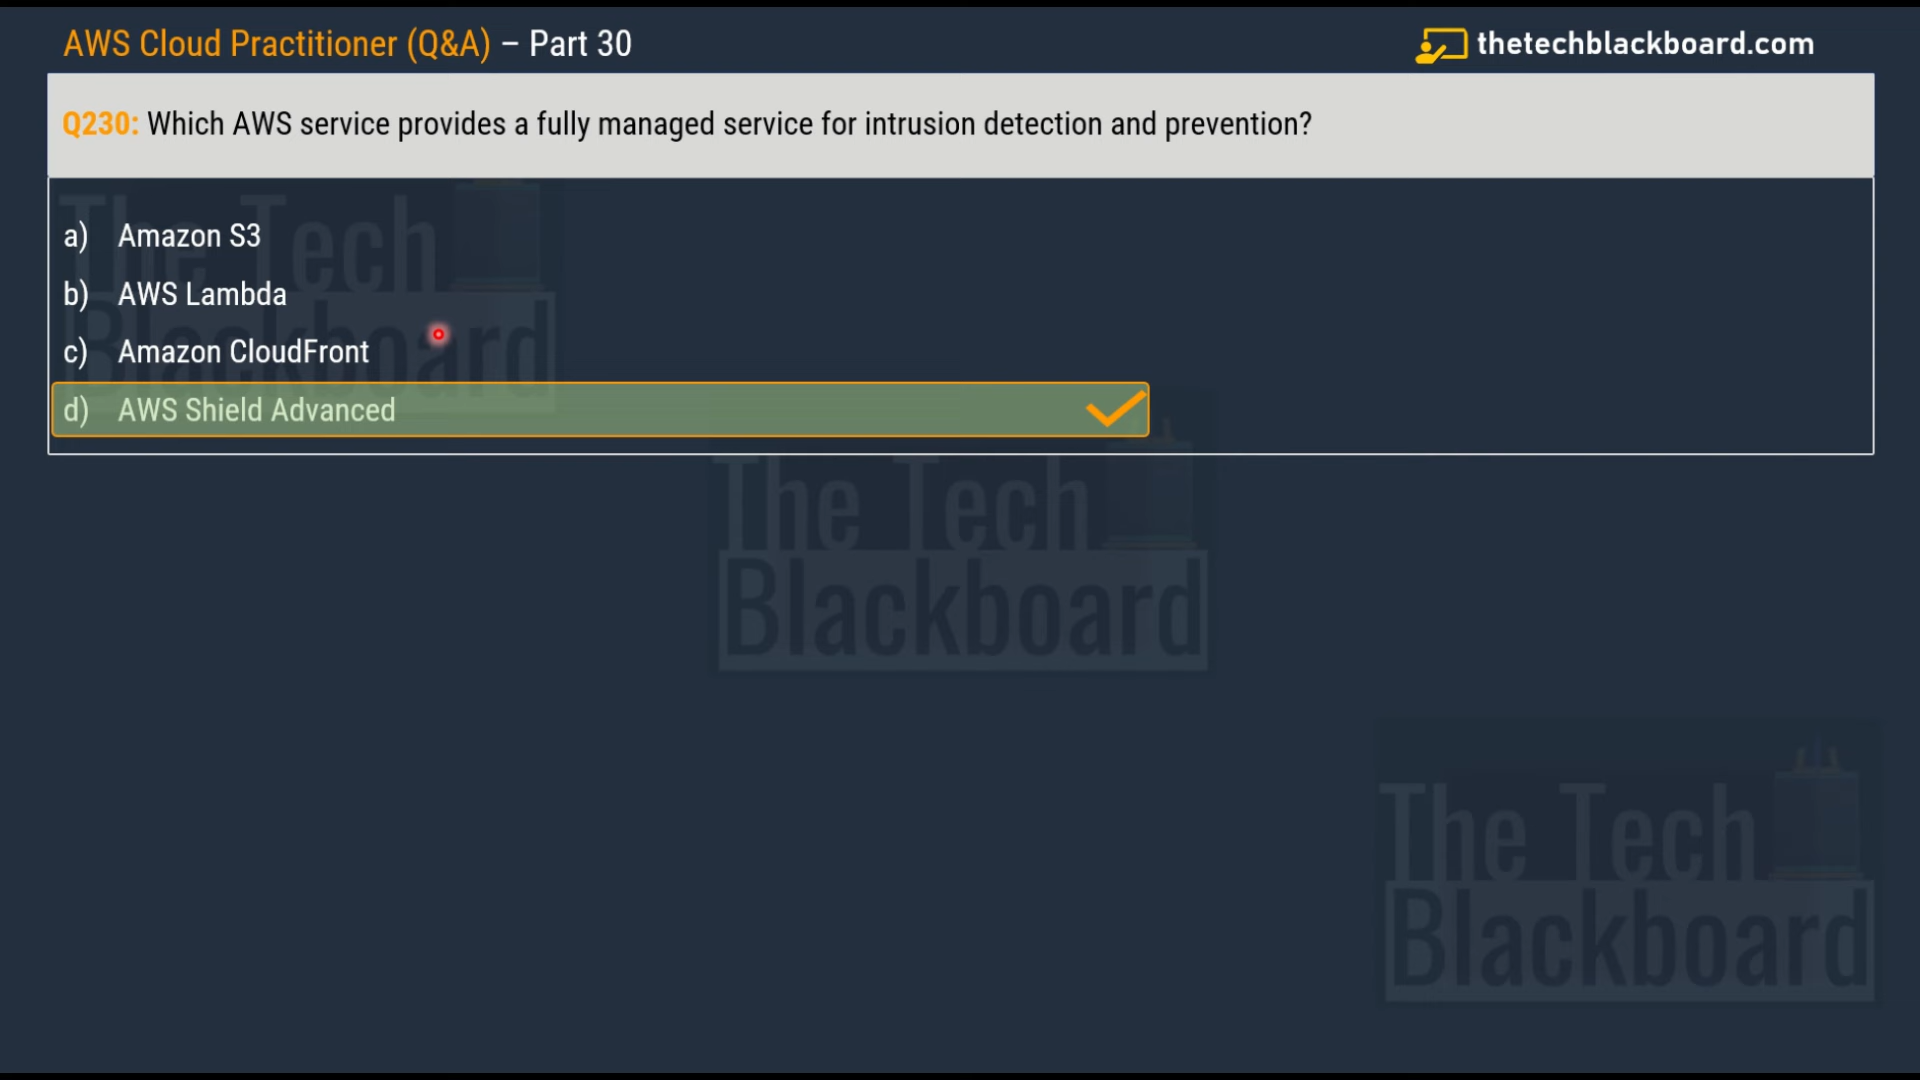 AWS Cloud Practitioner (Q&A) – Part 30
thetechblackboard.com
Q230: Which AWS service provides a fully managed service for intrusion detection and prevention?
a) Amazon S3
b) AWS Lambda
c) Amazon CloudFront
d) AWS Shield Advanced
The Tech
Blackboard
The Tech
Blackboard
The Tech
Blackboard